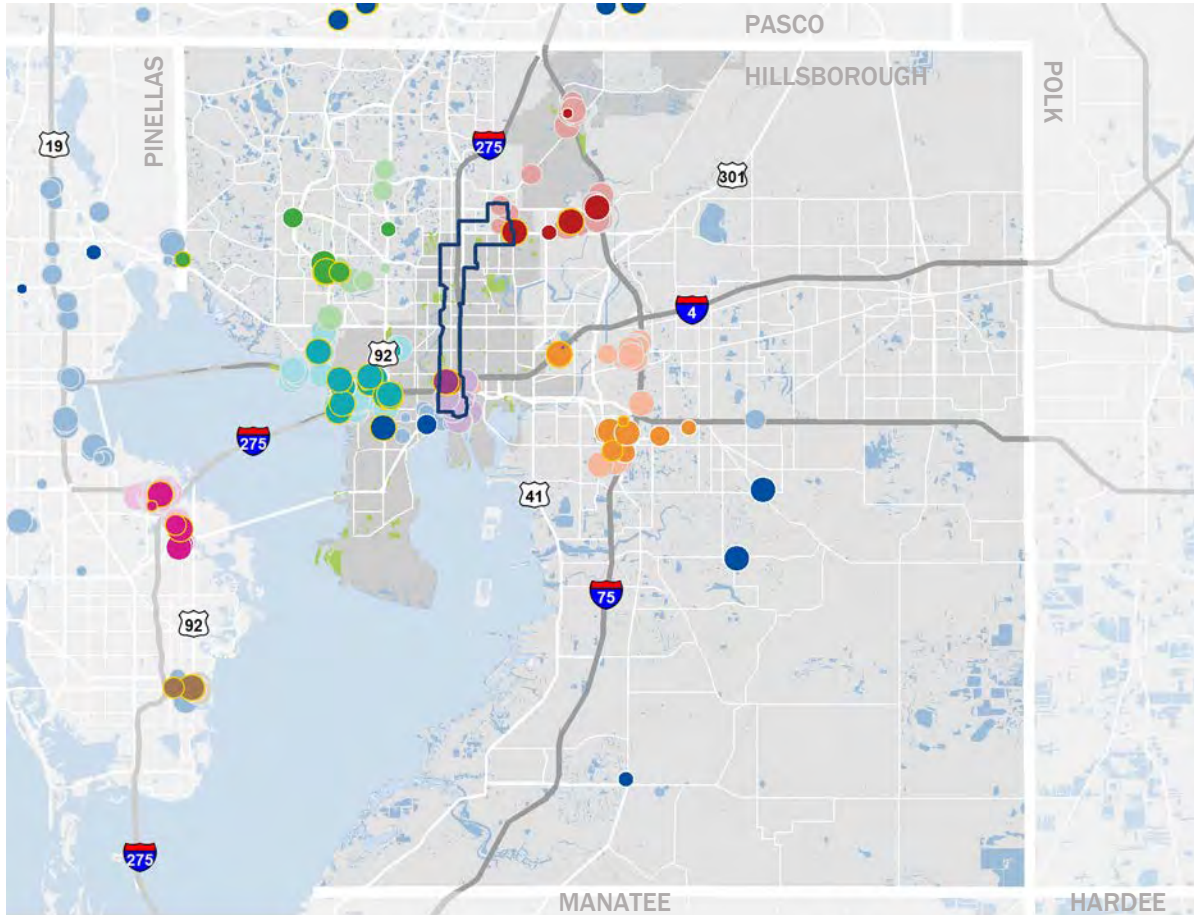 PASCO
HILLSBOROUGH
PINELLAS
POLK
19
275
301
4
92
275
41
75
92
275
MANATEE
HARDEE